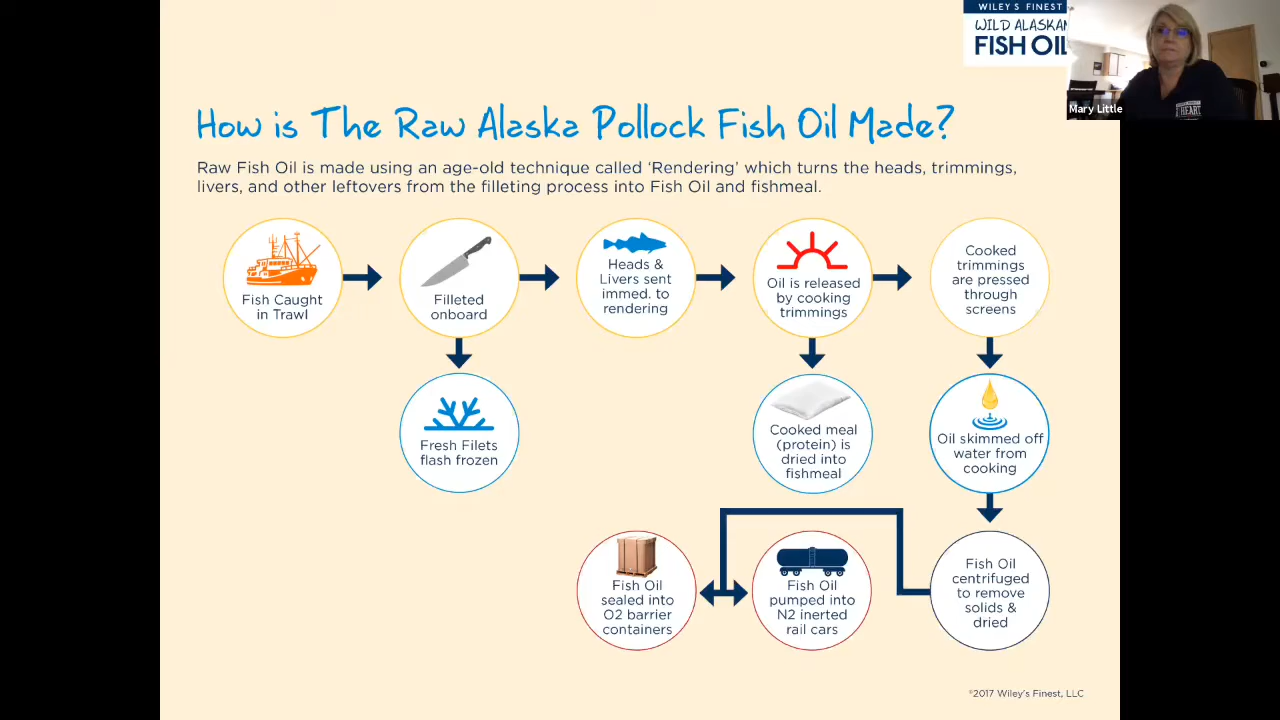 WILEY'S FINEST
WILD ALASKAN
FISH OIL
Mary Little
HEART
How is The Raw Alaska Pollock Fish Oil Made?
Raw Fish Oil is made using an age-old technique called ‘Rendering’ which turns the heads, trimmings,
livers, and other leftovers from the filleting process into Fish Oil and fishmeal.
Fish Caught
in Trawl
Filleted
onboard
Heads &
Livers sent
immed. to
rendering
Oil is released
by cooking
trimmings
Cooked
trimmings
are pressed
through
screens
Fresh Filets
flash frozen
Cooked meal
(protein) is
dried into
fishmeal
Oil skimmed off
water from
cooking
Fish Oil
sealed into
O2 barrier
containers
Fish Oil
pumped into
N2 inerted
rail cars
Fish Oil
centrifuged
to remove
solids &
dried
©2017 Wiley's Finest, LLC